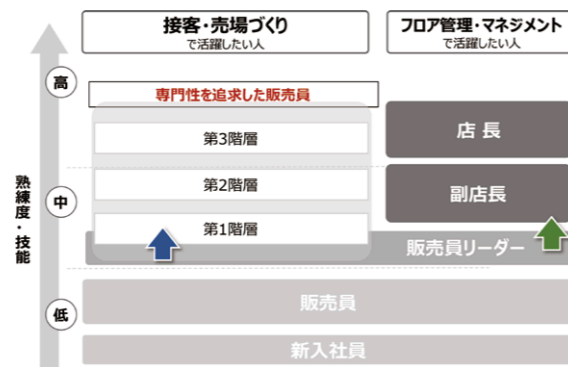 接客・売場づくり
で活躍したい人
フロア管理・マネジメント
で活躍したい人
高
専門性を追求した販売員
第3階層
店 長
熟練度・技能
中
第2階層
副店長
第1階層
販売員リーダー
低
販売員
新入社員